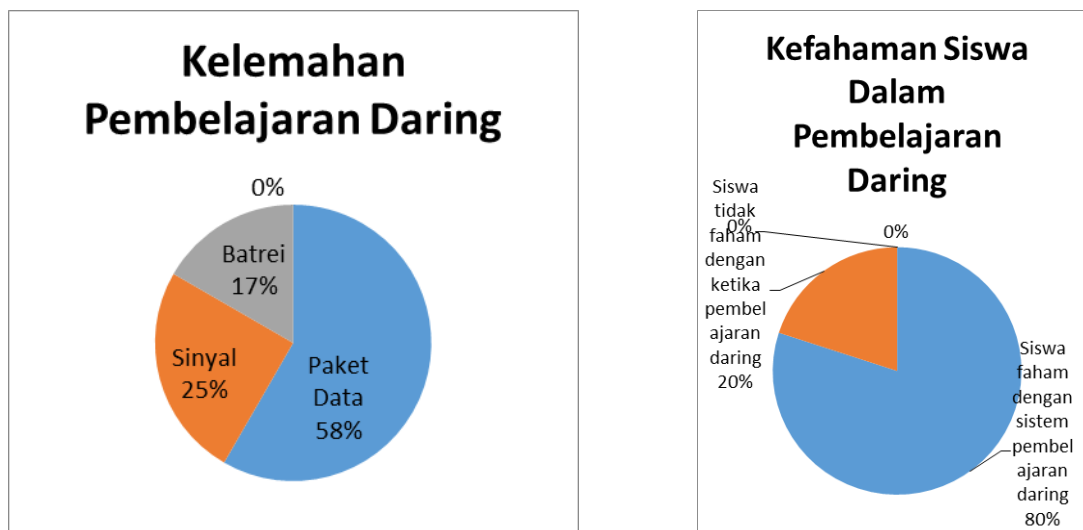 Kelemahan
Pembelajaran Daring
0%
Batrei
17%
Sinyal
25%
Paket
Data
58%
Kefahaman Siswa
Dalam
Pembelajaran
Daring
Siswa
tidak
faham
dengan
ketika
pembel
ajaran
daring
20%
0%
0%
Siswa
faham
dengan
sistem
pembel
ajaran
daring
80%